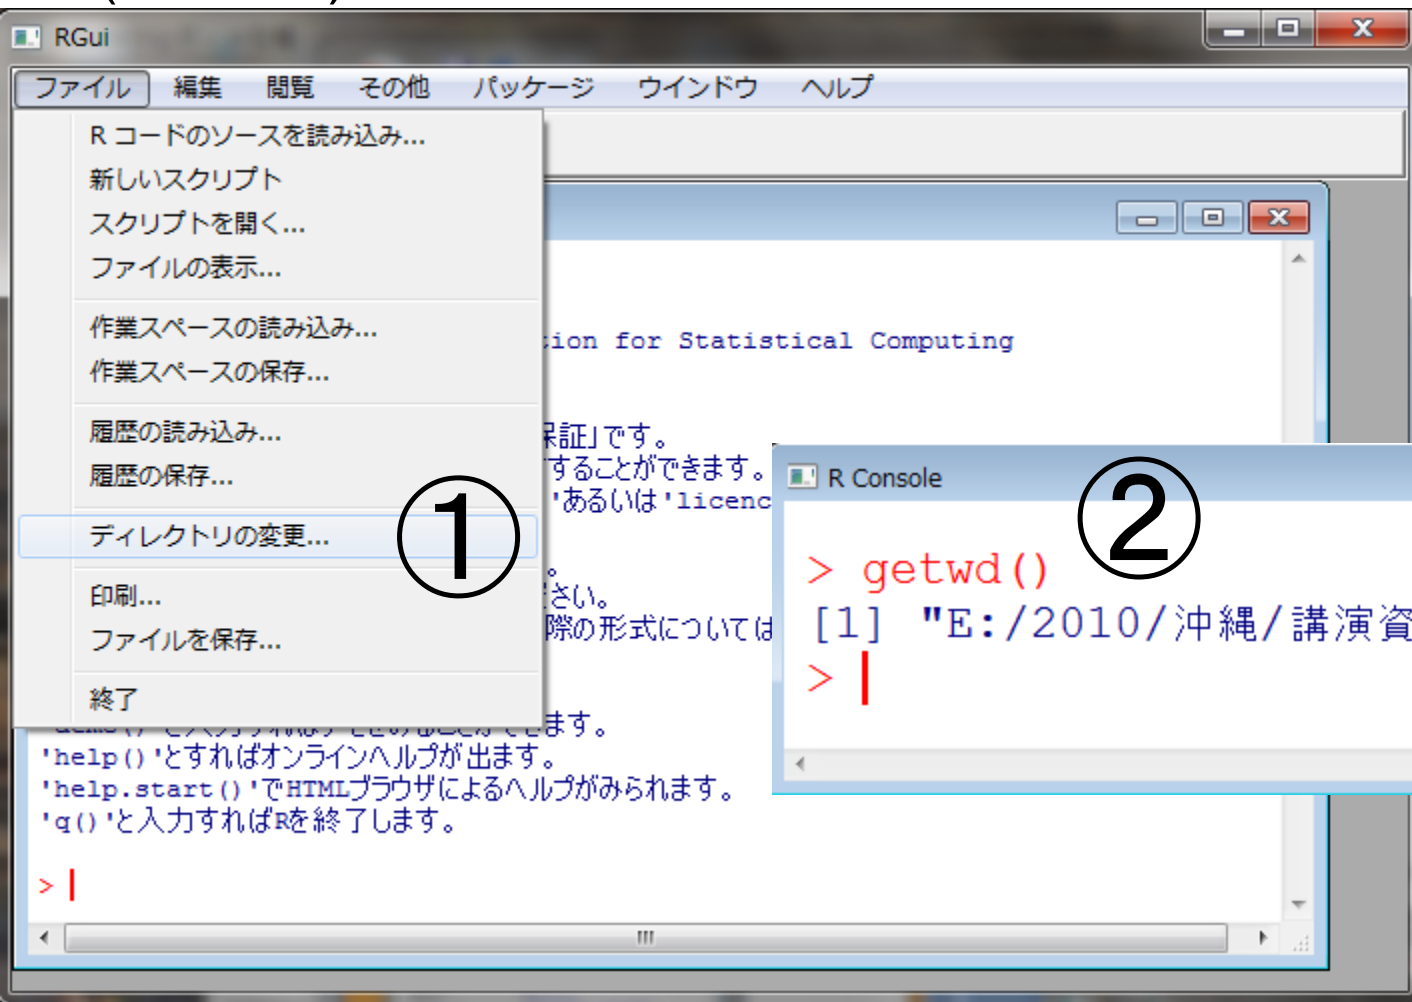 RGui
ファイル 編集 閲覧 その他 パッケージ ウインドウ ヘルプ
R コードのソースを読み込み...
新しいスクリプト
スクリプトを開く...
ファイルの表示...
作業スペースの読み込み...
作業スペースの保存...
履歴の読み込み...
履歴の保存...
ディレクトリの変更...
①
印刷...
ファイルを保存...
終了
tion for Statistical Computing
保証」です。
することができます。
'あるいは'licenc
。
ださい。
際の形式については
ます。
'help()'とすればオンラインヘルプが出ます。
'help.start()'でHTMLブラウザによるヘルプがみられます。
'q()'と入力すればRを終了します。
>
R Console
②
> getwd()
[1] "E:/2010/沖縄/講演資
>